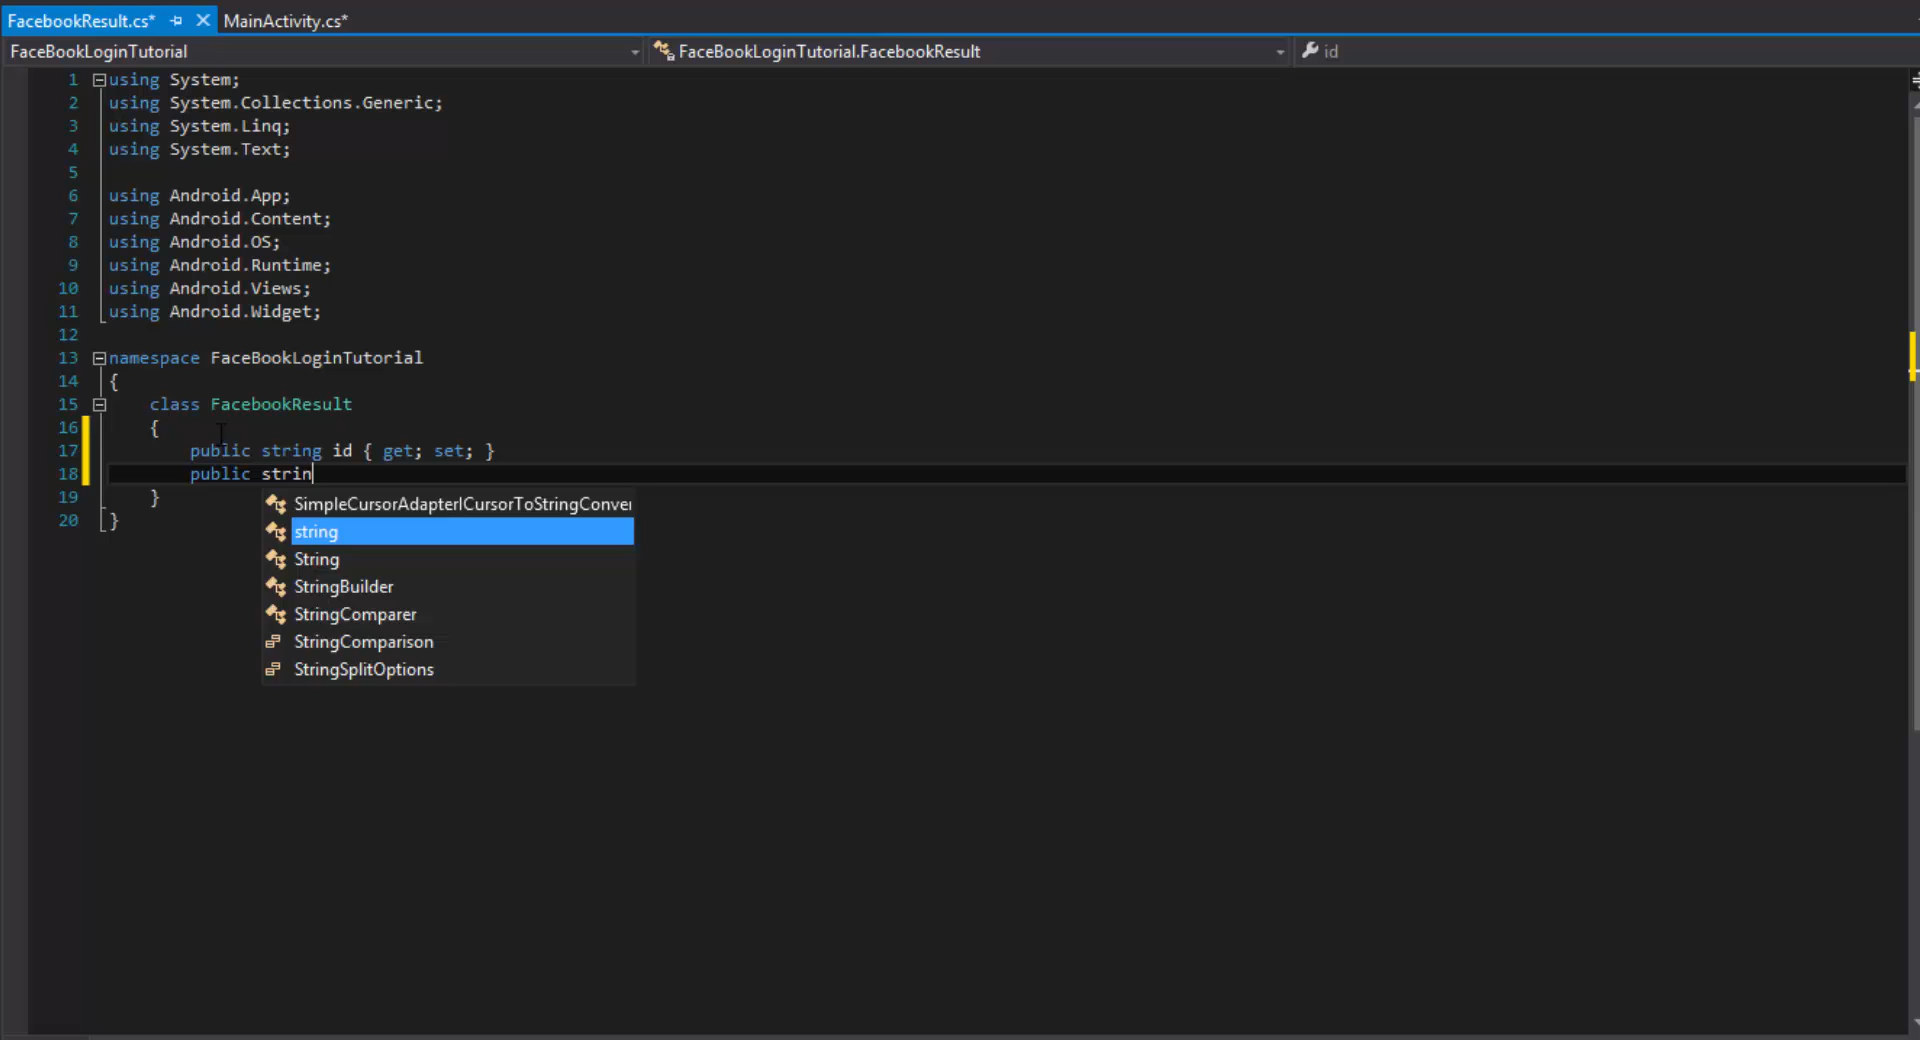 FacebookResult.cs* MainActivity.cs*
FaceBookLoginTutorial FaceBookLoginTutorial.FacebookResult id
1 using System;
2 using System.Collections.Generic;
3 using System.Linq;
4 using System.Text;
5
6 using Android.App;
7 using Android.Content;
8 using Android.OS;
9 using Android.Runtime;
10 using Android.Views;
11 using Android.Widget;
12
13 namespace FaceBookLoginTutorial
14 {
15 class FacebookResult
16 {
17 public string id { get; set; }
18 public strin
19 }
20 }
SimpleCursorAdapterICursorToStringConver
string
String
StringBuilder
StringComparer
StringComparison
StringSplitOptions